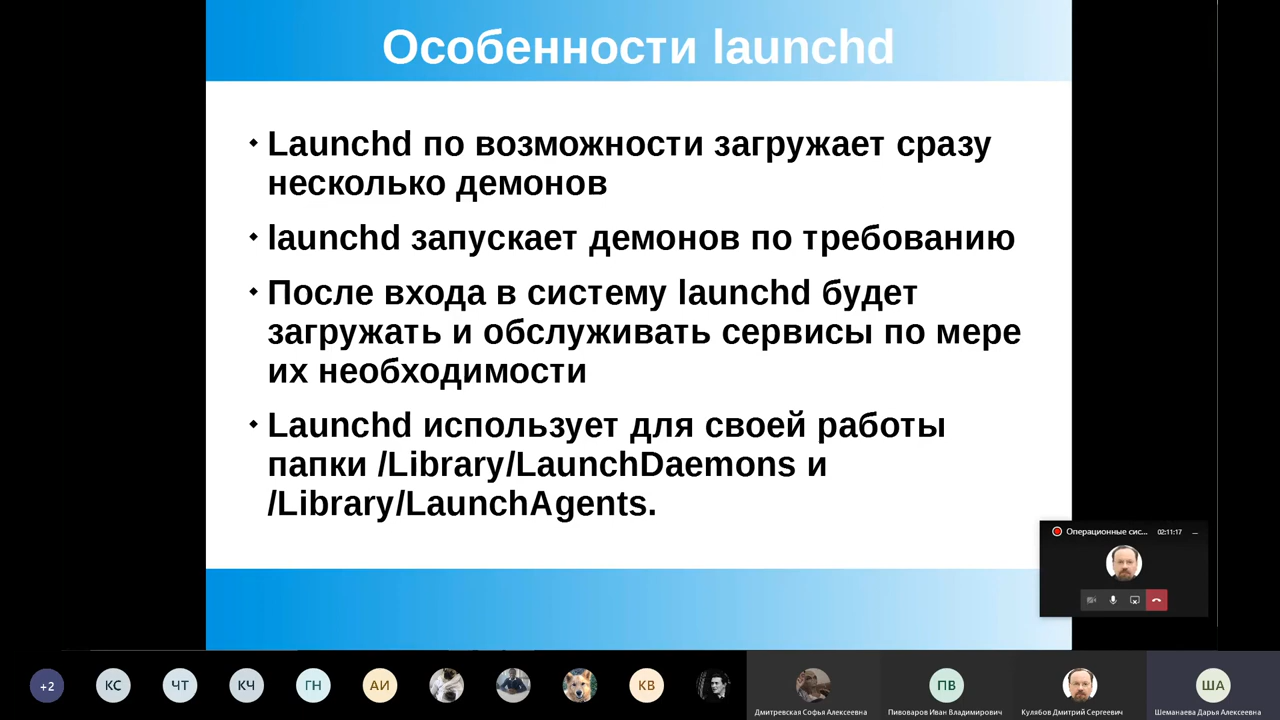 Особенности launchd
Launchd по возможности загружает сразу
несколько демонов
launchd запускает демонов по требованию
После входа в систему launchd будет
загружать и обслуживать сервисы по мере
их необходимости
Launchd использует для своей работы
папки /Library/LaunchDaemons и
/Library/LaunchAgents.
Операционные сис... 02:11:17
+2 КС ЧТ КЧ ГН АИ КВ ПВ ША
Дмитревская Софья Алексеевна Пивоваров Иван Владимирович Кулябов Дмитрий Сергеевич Шеманаева Дарья Алексеевна